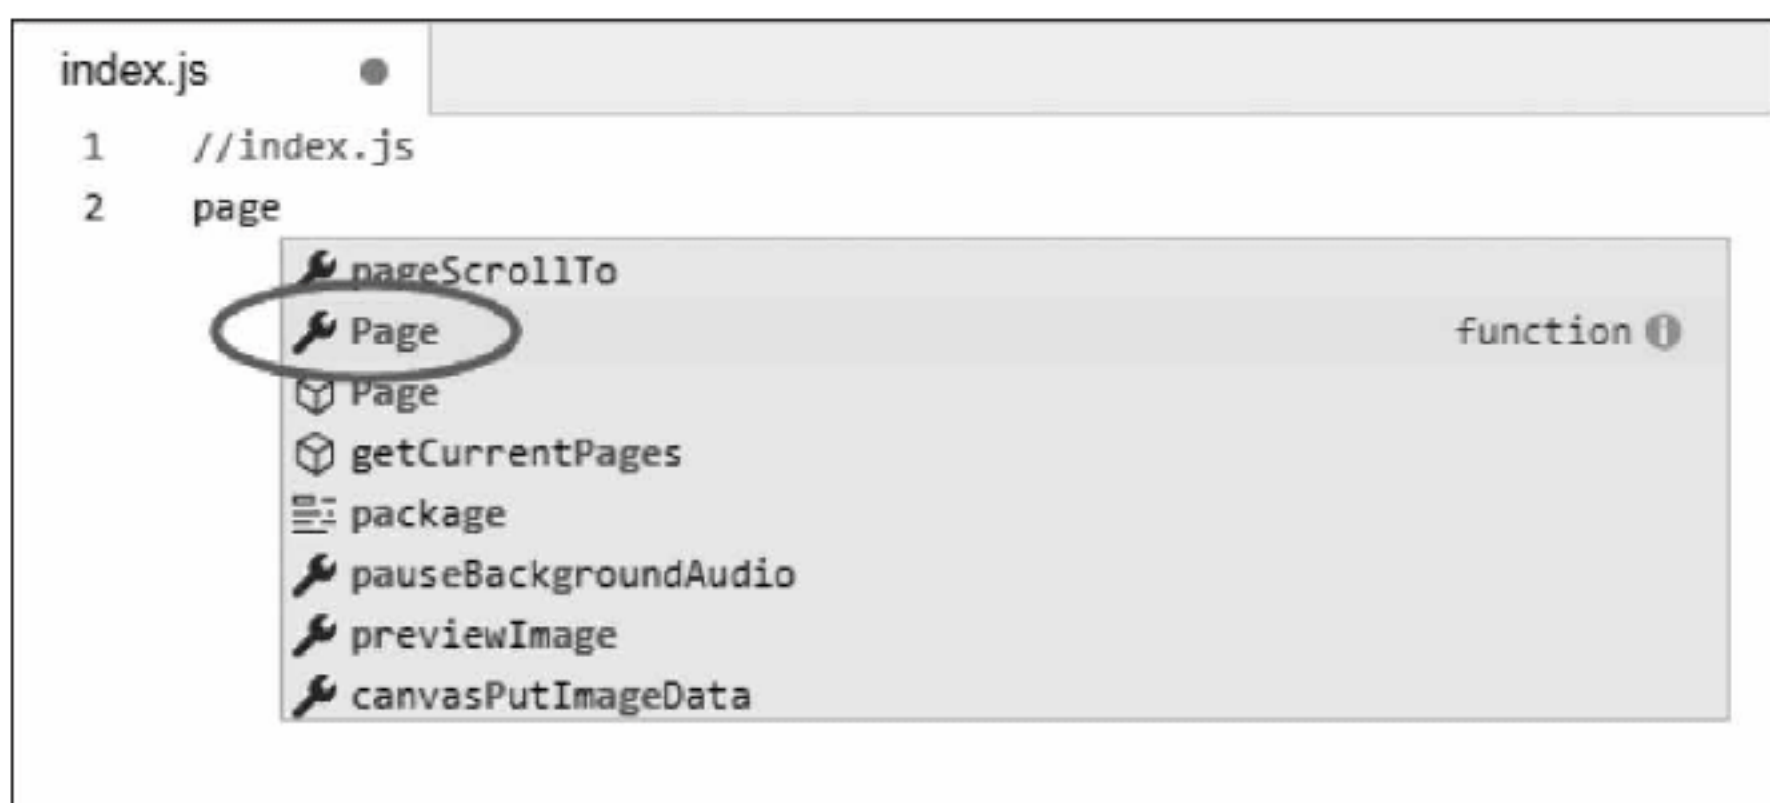 index.js
1 //index.js
2 page
pageScrollTo
Page function
Page
getCurrentPages
package
pauseBackgroundAudio
previewImage
canvasPutImageData